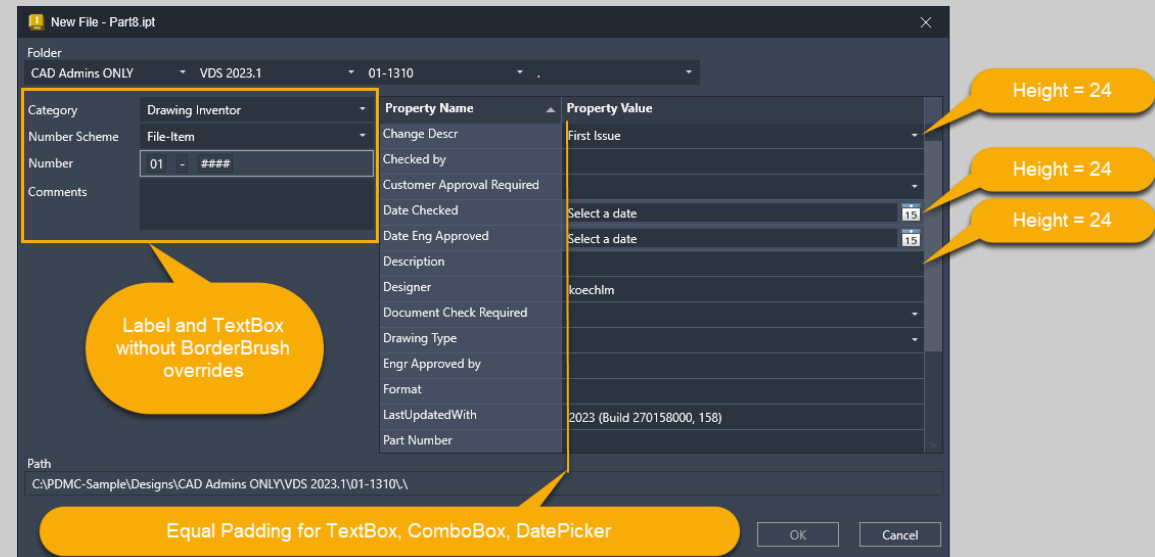 New File - Part8.ipt
Folder
CAD Admins ONLY VDS 2023.1 01-1310 .
Category Drawing Inventor
Number Scheme File-Item
Number 01 - ####
Comments
Property Name Property Value
Change Descr First Issue
Checked by
Customer Approval Required
Date Checked Select a date 15
Date Eng Approved Select a date 15
Description
Designer koechlm
Document Check Required
Drawing Type
Engr Approved by
Format
LastUpdatedWith 2023 (Build 270158000, 158)
Part Number
Height = 24
Height = 24
Height = 24
Label and TextBox
without BorderBrush
overrides
Path
C:\PDMC-Sample\Designs\CAD Admins ONLY\VDS 2023.1\01-1310\.\
Equal Padding for TextBox, ComboBox, DatePicker
OK Cancel